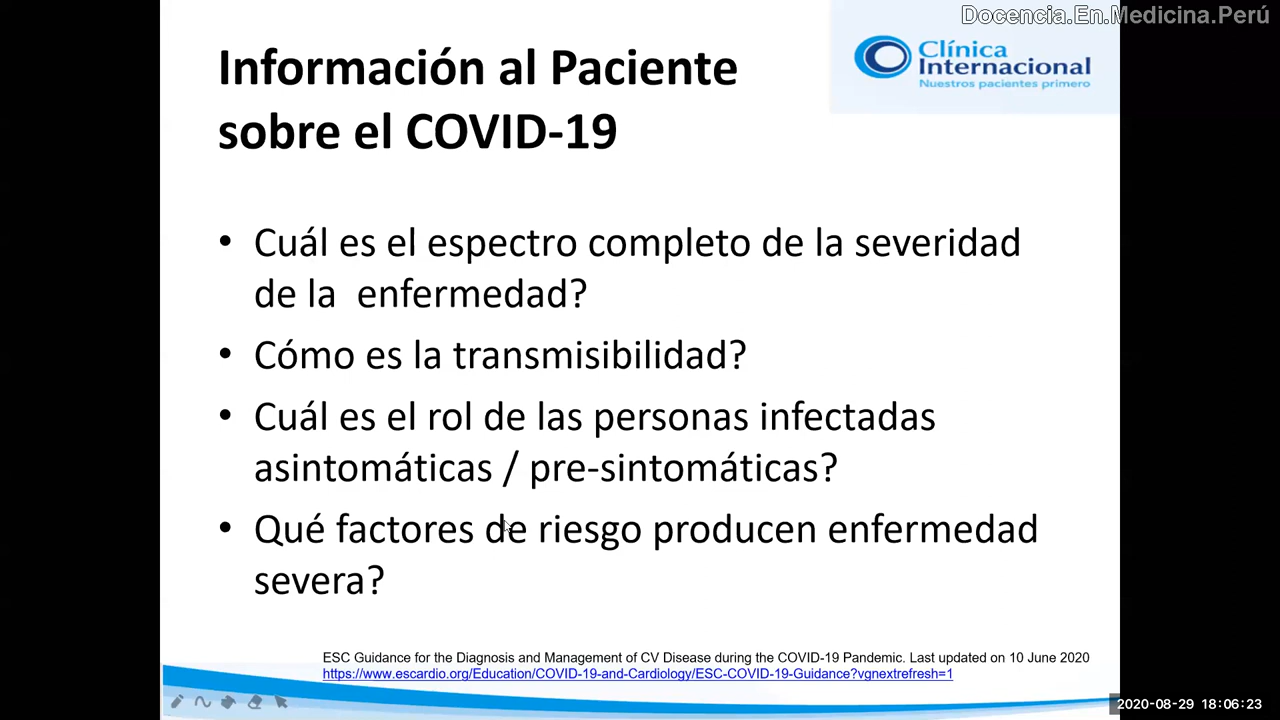 Docencia.En.Medicina.Perú
Información al Paciente
sobre el COVID-19
Clínica
Internacional
Nuestros pacientes primero
• Cuál es el espectro completo de la severidad
de la  enfermedad?
• Cómo es la transmisibilidad?
• Cuál es el rol de las personas infectadas
asintomáticas / pre-sintomáticas?
• Qué factores de riesgo producen enfermedad
severa?
ESC Guidance for the Diagnosis and Management of CV Disease during the COVID-19 Pandemic. Last updated on 10 June 2020
https://www.escardio.org/Education/COVID-19-and-Cardiology/ESC-COVID-19-Guidance?vgnextrefresh=1
2020-08-29 18:06:23